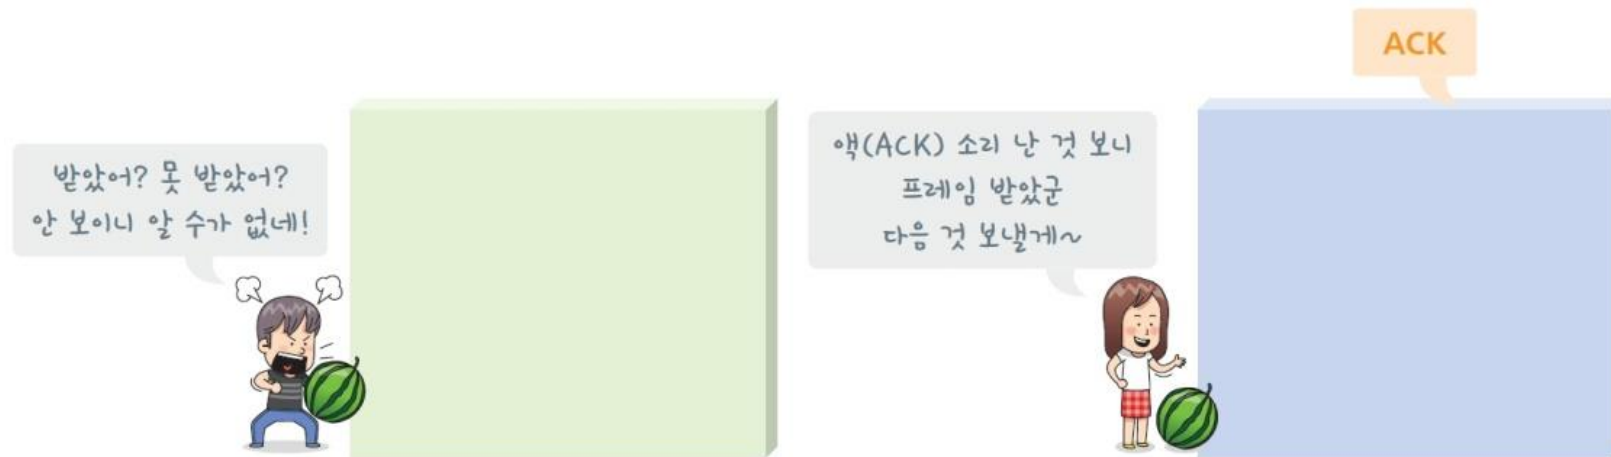 받았어? 못 받았어?
안 보이니 알 수가 없네!
액(ACK) 소리 난 것 보니
프레임 받았군
다음 것 보낼게~
ACK